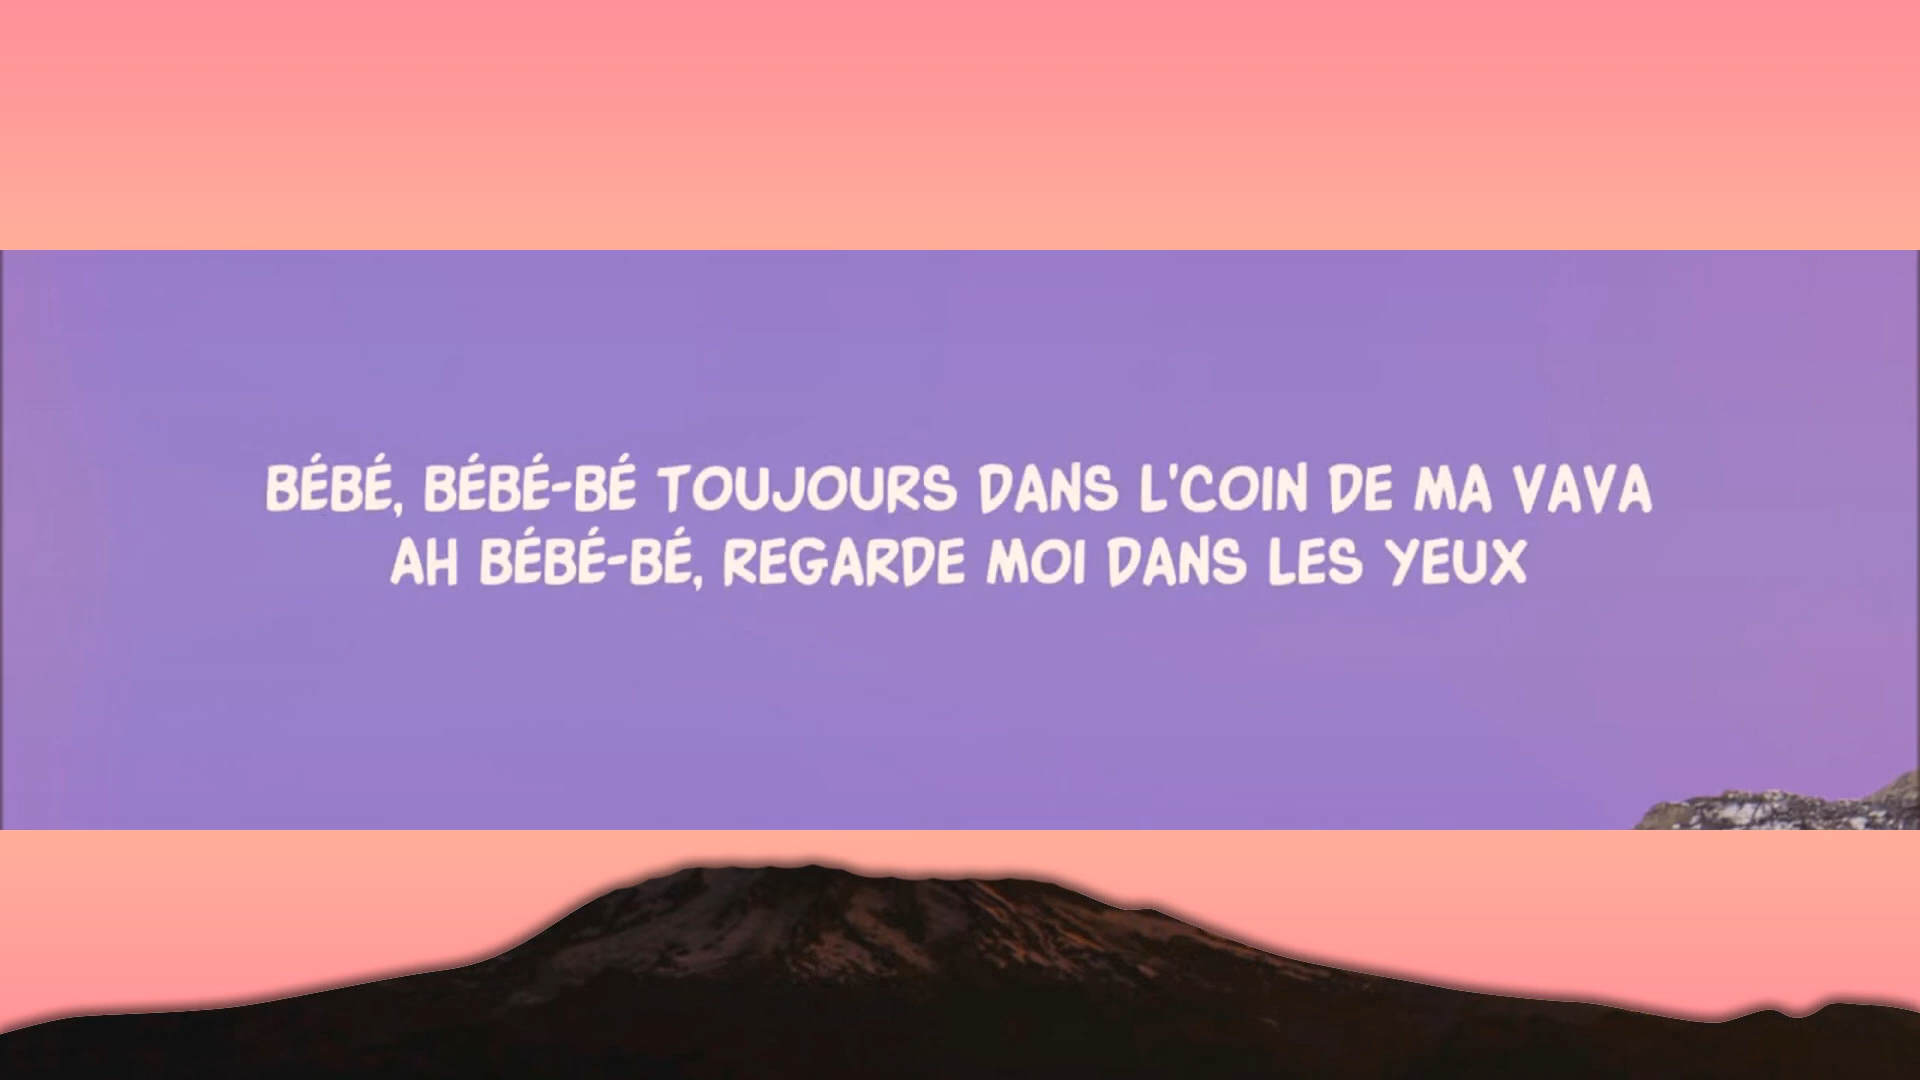 BÉBÉ, BÉBÉ-BÉ TOUJOURS DANS L'COIN DE MA VAVA
AH BÉBÉ-BÉ, REGARDE MOI DANS LES YEUX